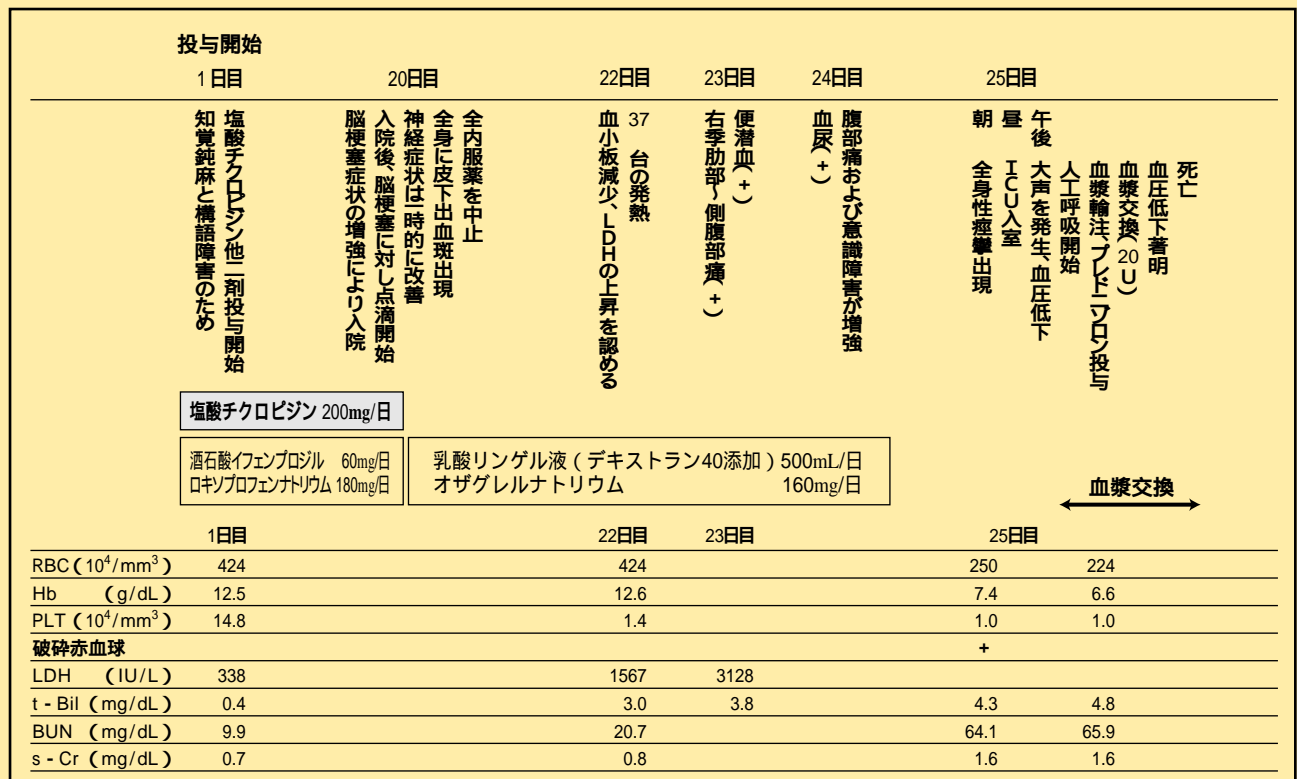 投与開始
1日目 20日目 22日目 23日目 24日目 25日目
塩酸チクロピジン他二剤投与開始
知覚鈍麻と構語障害のため
全内服薬を中止
全身に皮下出血斑出現
神経症状は一時的に改善
入院後、脳梗塞に対し点滴開始
脳梗塞症状の増強により入院
37 台の発熱
血小板減少、LDHの上昇を認める
便潜血(+)
右季肋部~側腹部痛(+)
腹部痛および意識障害が増強
血尿(+)
死亡
血圧低下著明
血漿交換(20U)
血漿輸注、プレドニゾロン投与
人工呼吸開始
午後 大声を発生、血圧低下
昼 ICU入室
朝 全身性痙攣出現
塩酸チクロピジン 200mg/日
酒石酸イフェンプロジル 60mg/日
ロキソプロフェンナトリウム 180mg/日
乳酸リンゲル液(デキストラン40添加)500mL/日
オザグレルナトリウム 160mg/日
血漿交換
1日目 22日目 23日目 25日目
RBC(10⁴/mm³) 424 424 250 224
Hb (g/dL) 12.5 12.6 7.4 6.6
PLT(10⁴/mm³) 14.8 1.4 1.0 1.0
破砕赤血球 +
LDH (IU/L) 338 1567 3128
t-Bil(mg/dL) 0.4 3.0 3.8 4.3 4.8
BUN (mg/dL) 9.9 20.7 64.1 65.9
s-Cr(mg/dL) 0.7 0.8 1.6 1.6